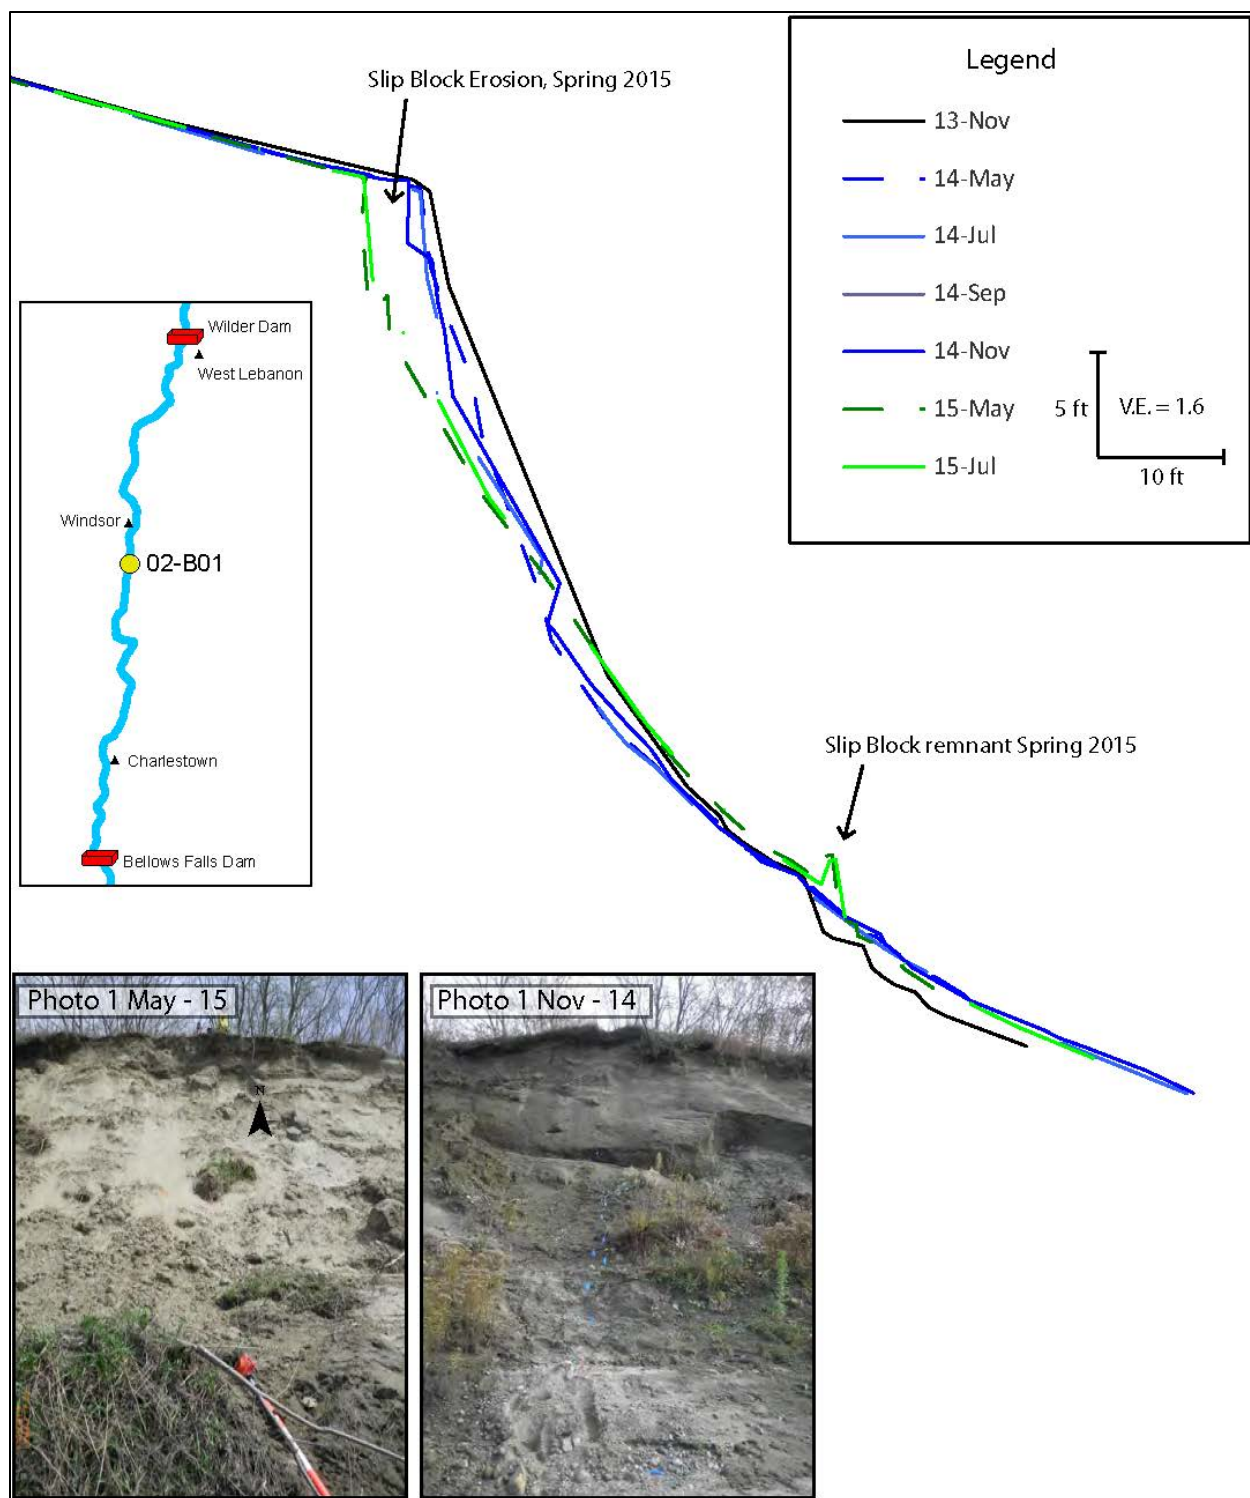 Slip Block Erosion, Spring 2015
Legend
13-Nov
14-May
14-Jul
14-Sep
14-Nov
15-May
15-Jul
5 ft
V.E. = 1.6
10 ft
Wilder Dam
West Lebanon
Windsor
02-B01
Charlestown
Bellows Falls Dam
Slip Block remnant Spring 2015
Photo 1 May - 15
N
Photo 1 Nov - 14